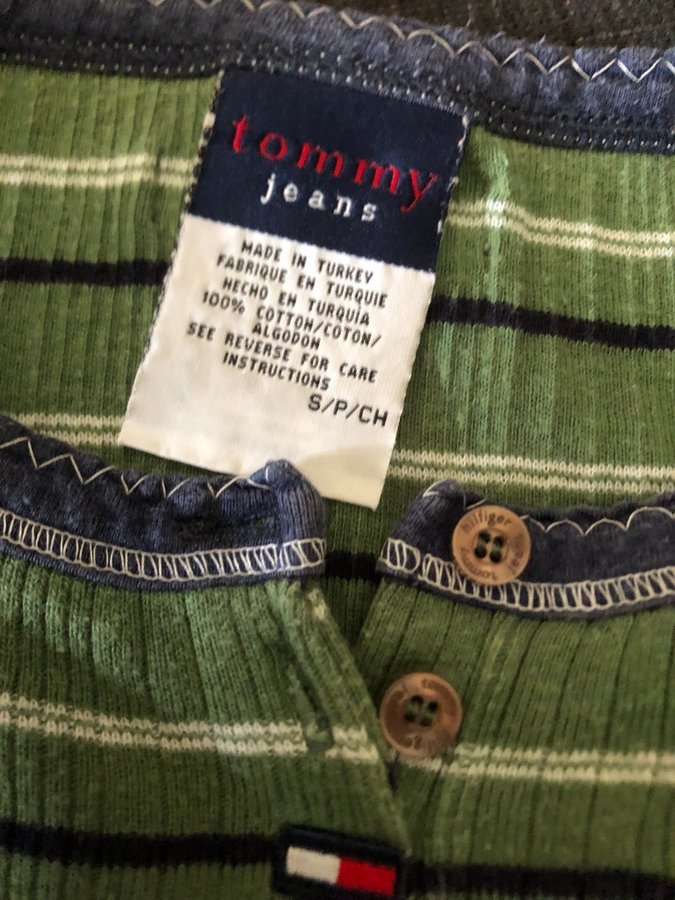 tommy
jeans
MADE IN TURKEY
FABRIQUE EN TURQUIE
HECHO EN TURQUIA
100% COTTON/COTON/
ALGODON
SEE REVERSE FOR CARE
INSTRUCTIONS
S/P/CH
hilfiger